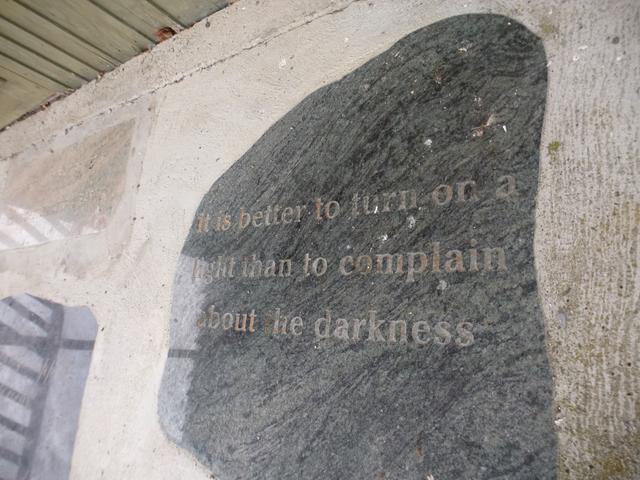 it is better to turn on a
light than to complain
about the darkness